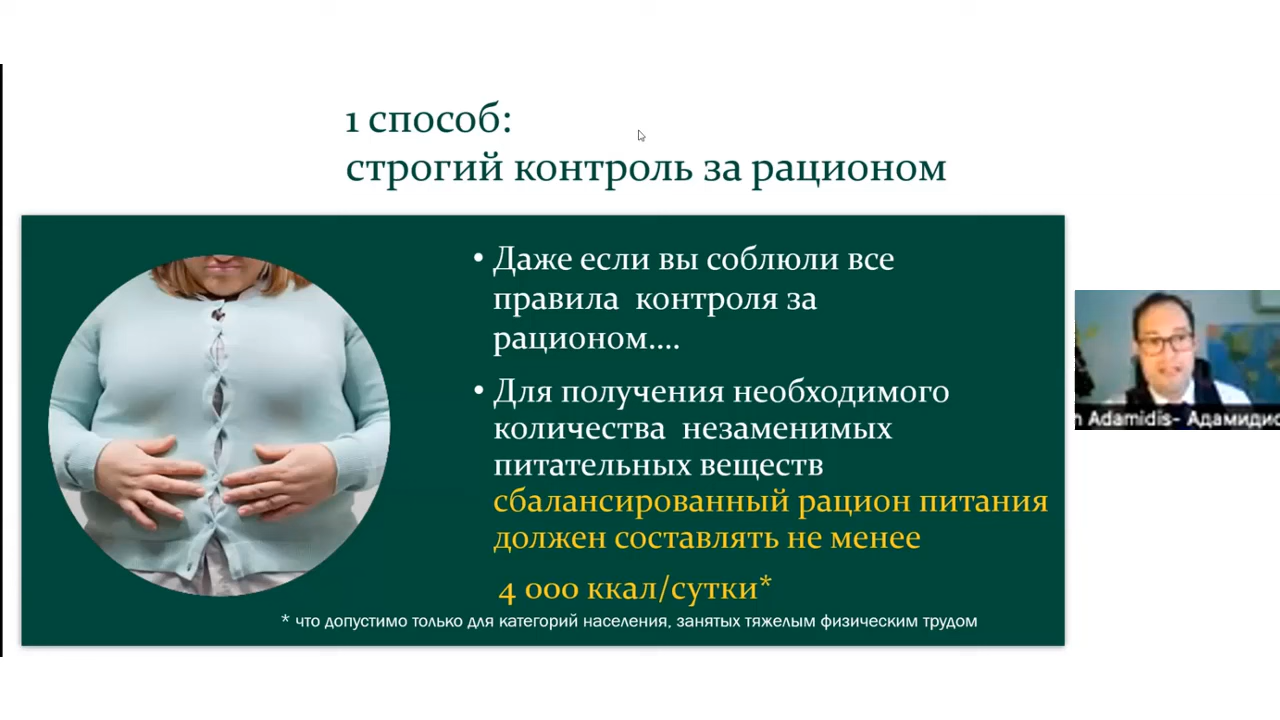 1 способ:
строгий контроль за рационом
• Даже если вы соблюли все
правила контроля за
рационом....
• Для получения необходимого
количества незаменимых
питательных веществ
сбалансированный рацион питания
должен составлять не менее
4 000 ккал/сутки*
* что допустимо только для категорий населения, занятых тяжелым физическим трудом
Adamidis- Адамидис